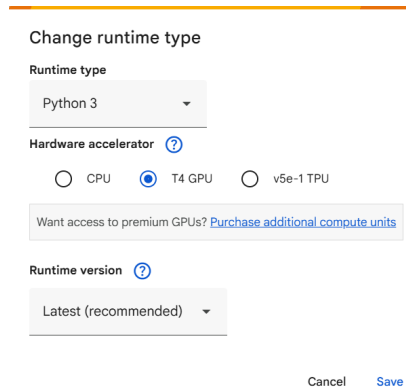 Change runtime type
Runtime type
Python 3
Hardware accelerator ?
CPU T4 GPU v5e-1 TPU
Want access to premium GPUs? Purchase additional compute units
Runtime version ?
Latest (recommended)
Cancel Save